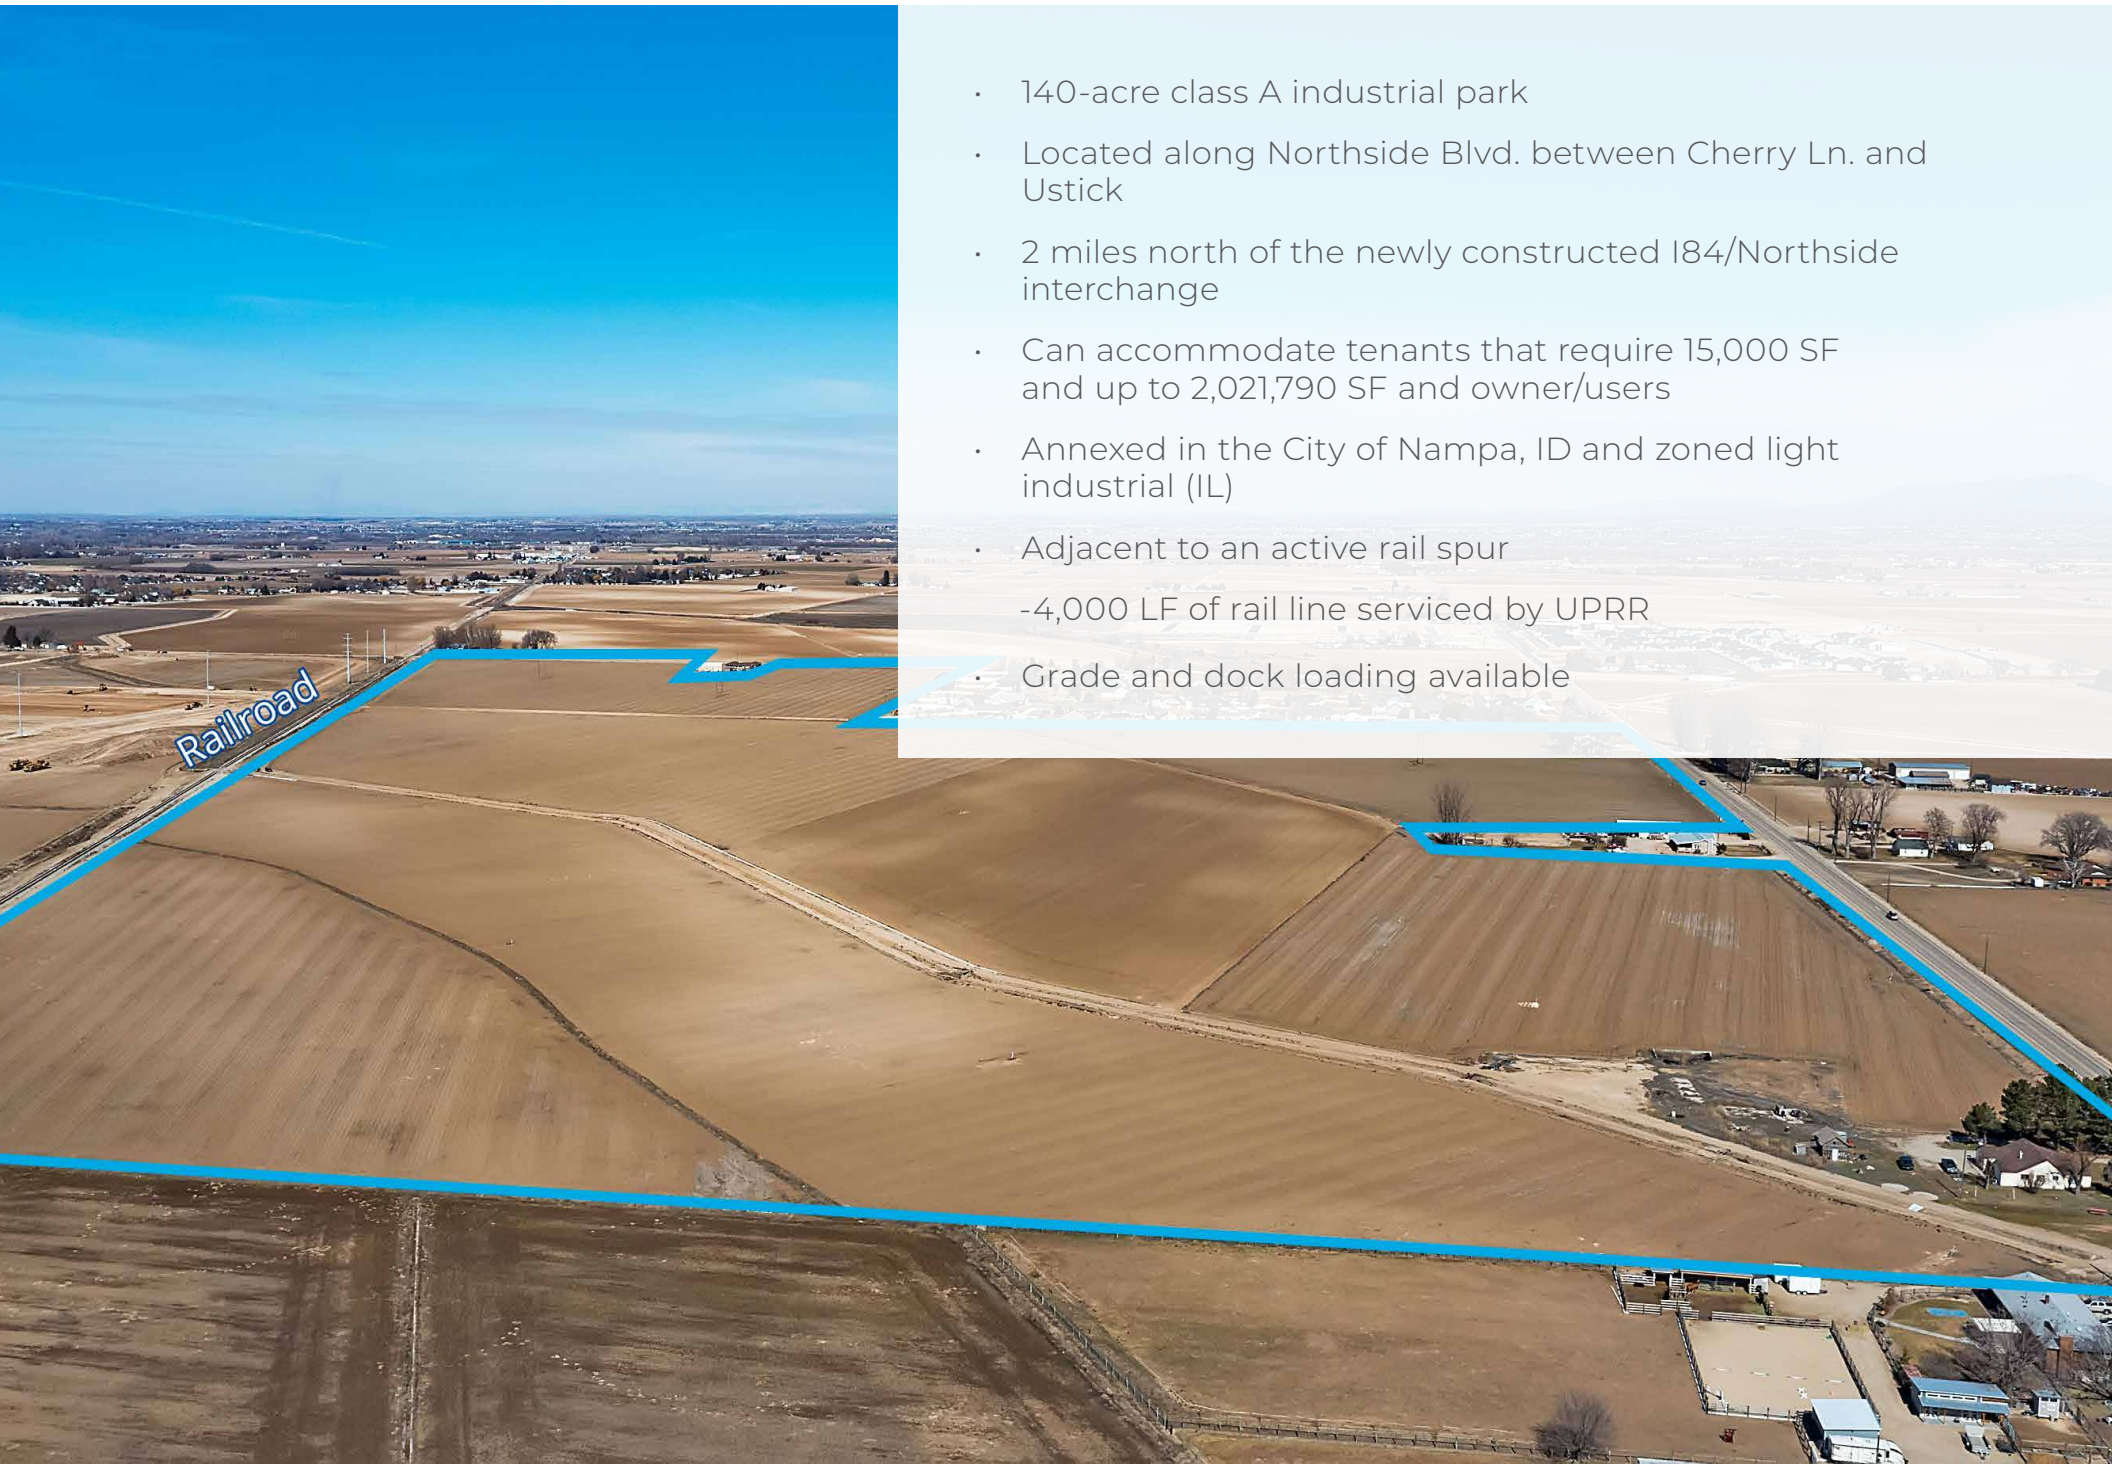 • 140-acre class A industrial park
• Located along Northside Blvd. between Cherry Ln. and
Ustick
• 2 miles north of the newly constructed I84/Northside
interchange
• Can accommodate tenants that require 15,000 SF
and up to 2,021,790 SF and owner/users
• Annexed in the City of Nampa, ID and zoned light
industrial (IL)
• Adjacent to an active rail spur
-4,000 LF of rail line serviced by UPRR
• Grade and dock loading available
Railroad